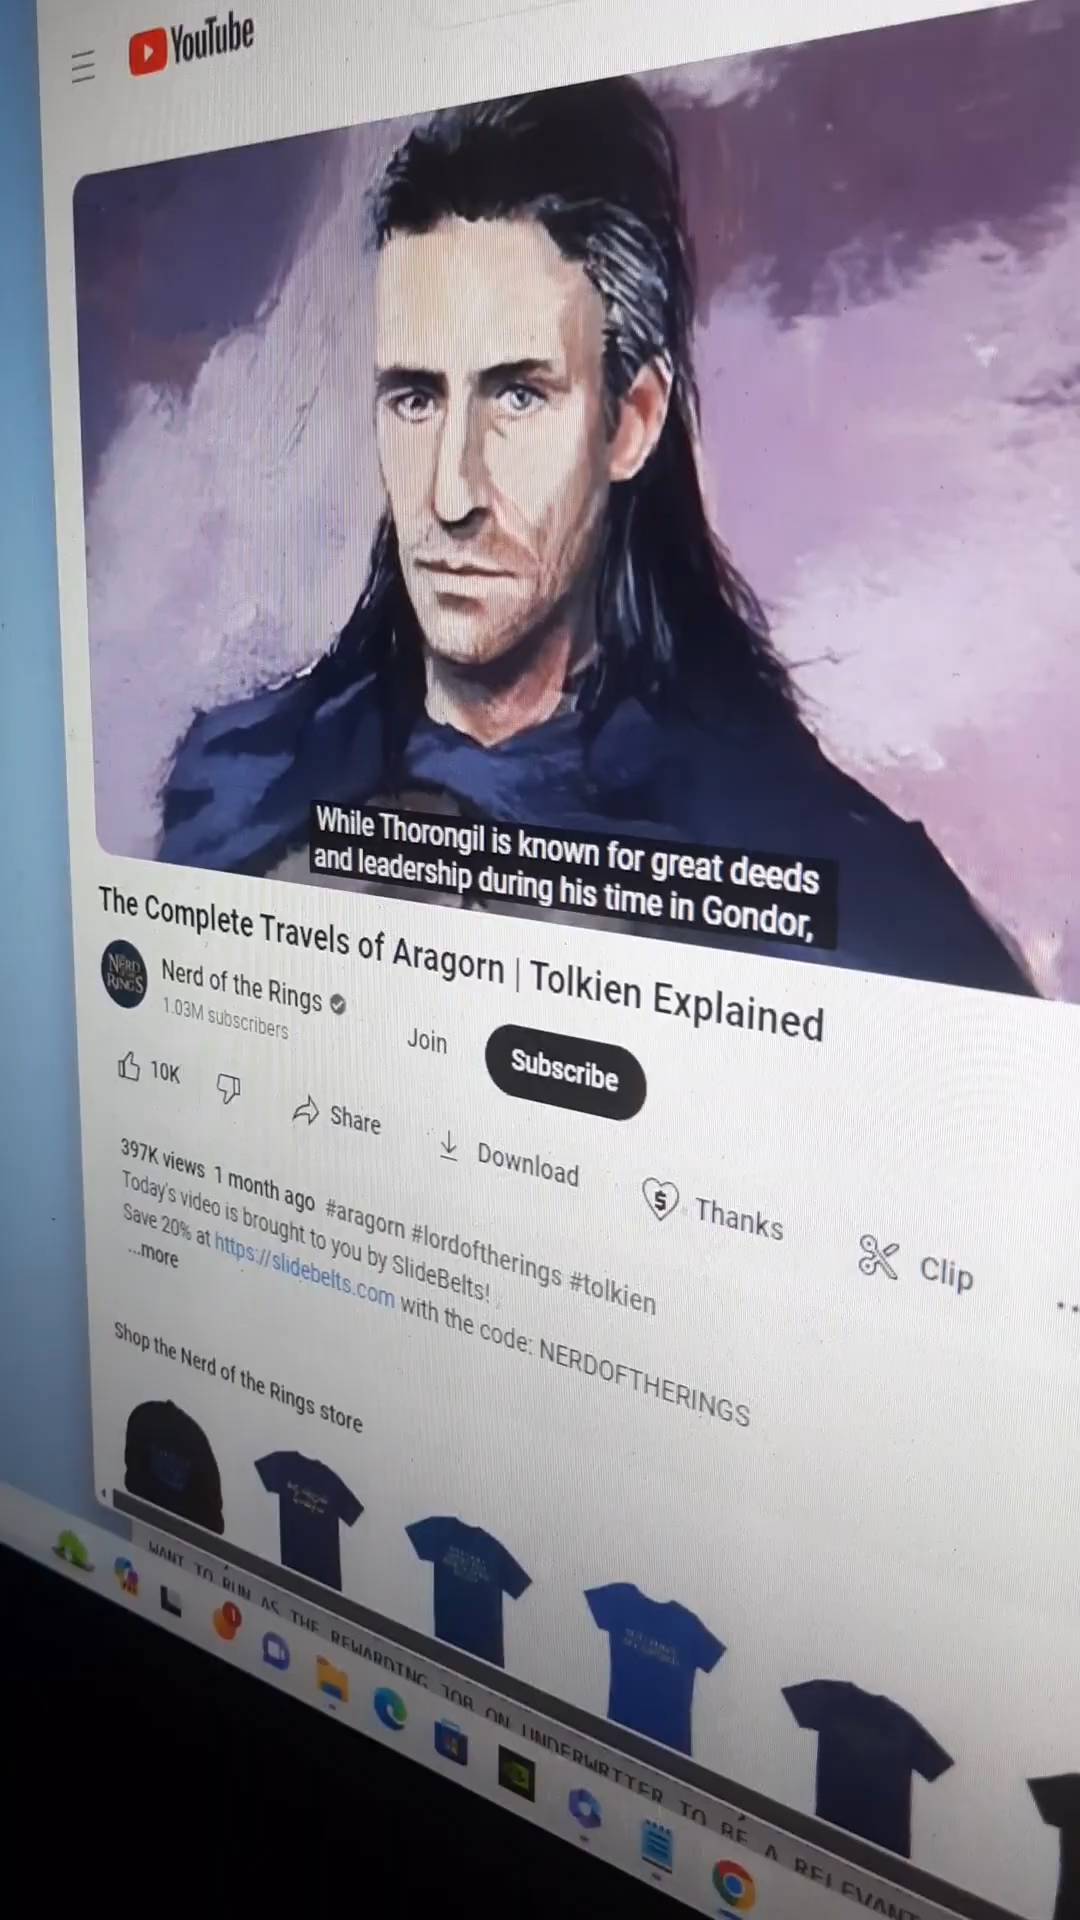 YouTube
While Thorongil is known for great deeds
and leadership during his time in Gondor,
The Complete Travels of Aragorn | Tolkien Explained
NERD
RINGS
Nerd of the Rings
1.03M subscribers
Join
Subscribe
10K
Share
Download
Thanks
Clip
397K views 1 month ago #aragorn #lordoftherings #tolkien
Today's video is brought to you by SlideBelts!
Save 20% at https://slidebelts.com with the code: NERDOFTHERINGS
...more
Shop the Nerd of the Rings store
WANT TO RUN AS THE REWARDING JOB ON UNDERWRITER TO BE A RELEVANT